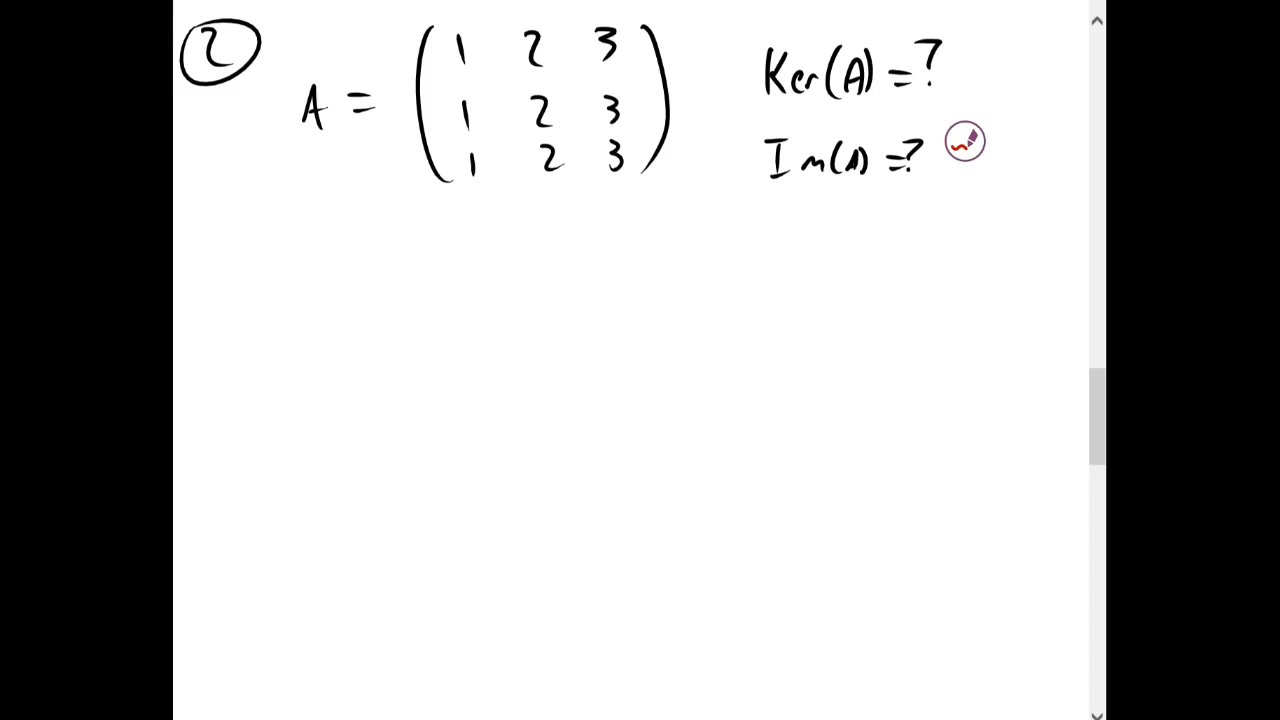 2
A = ( 1 2 3
1 2 3
1 2 3 )
Ker(A) = ?
Im(A) = ?